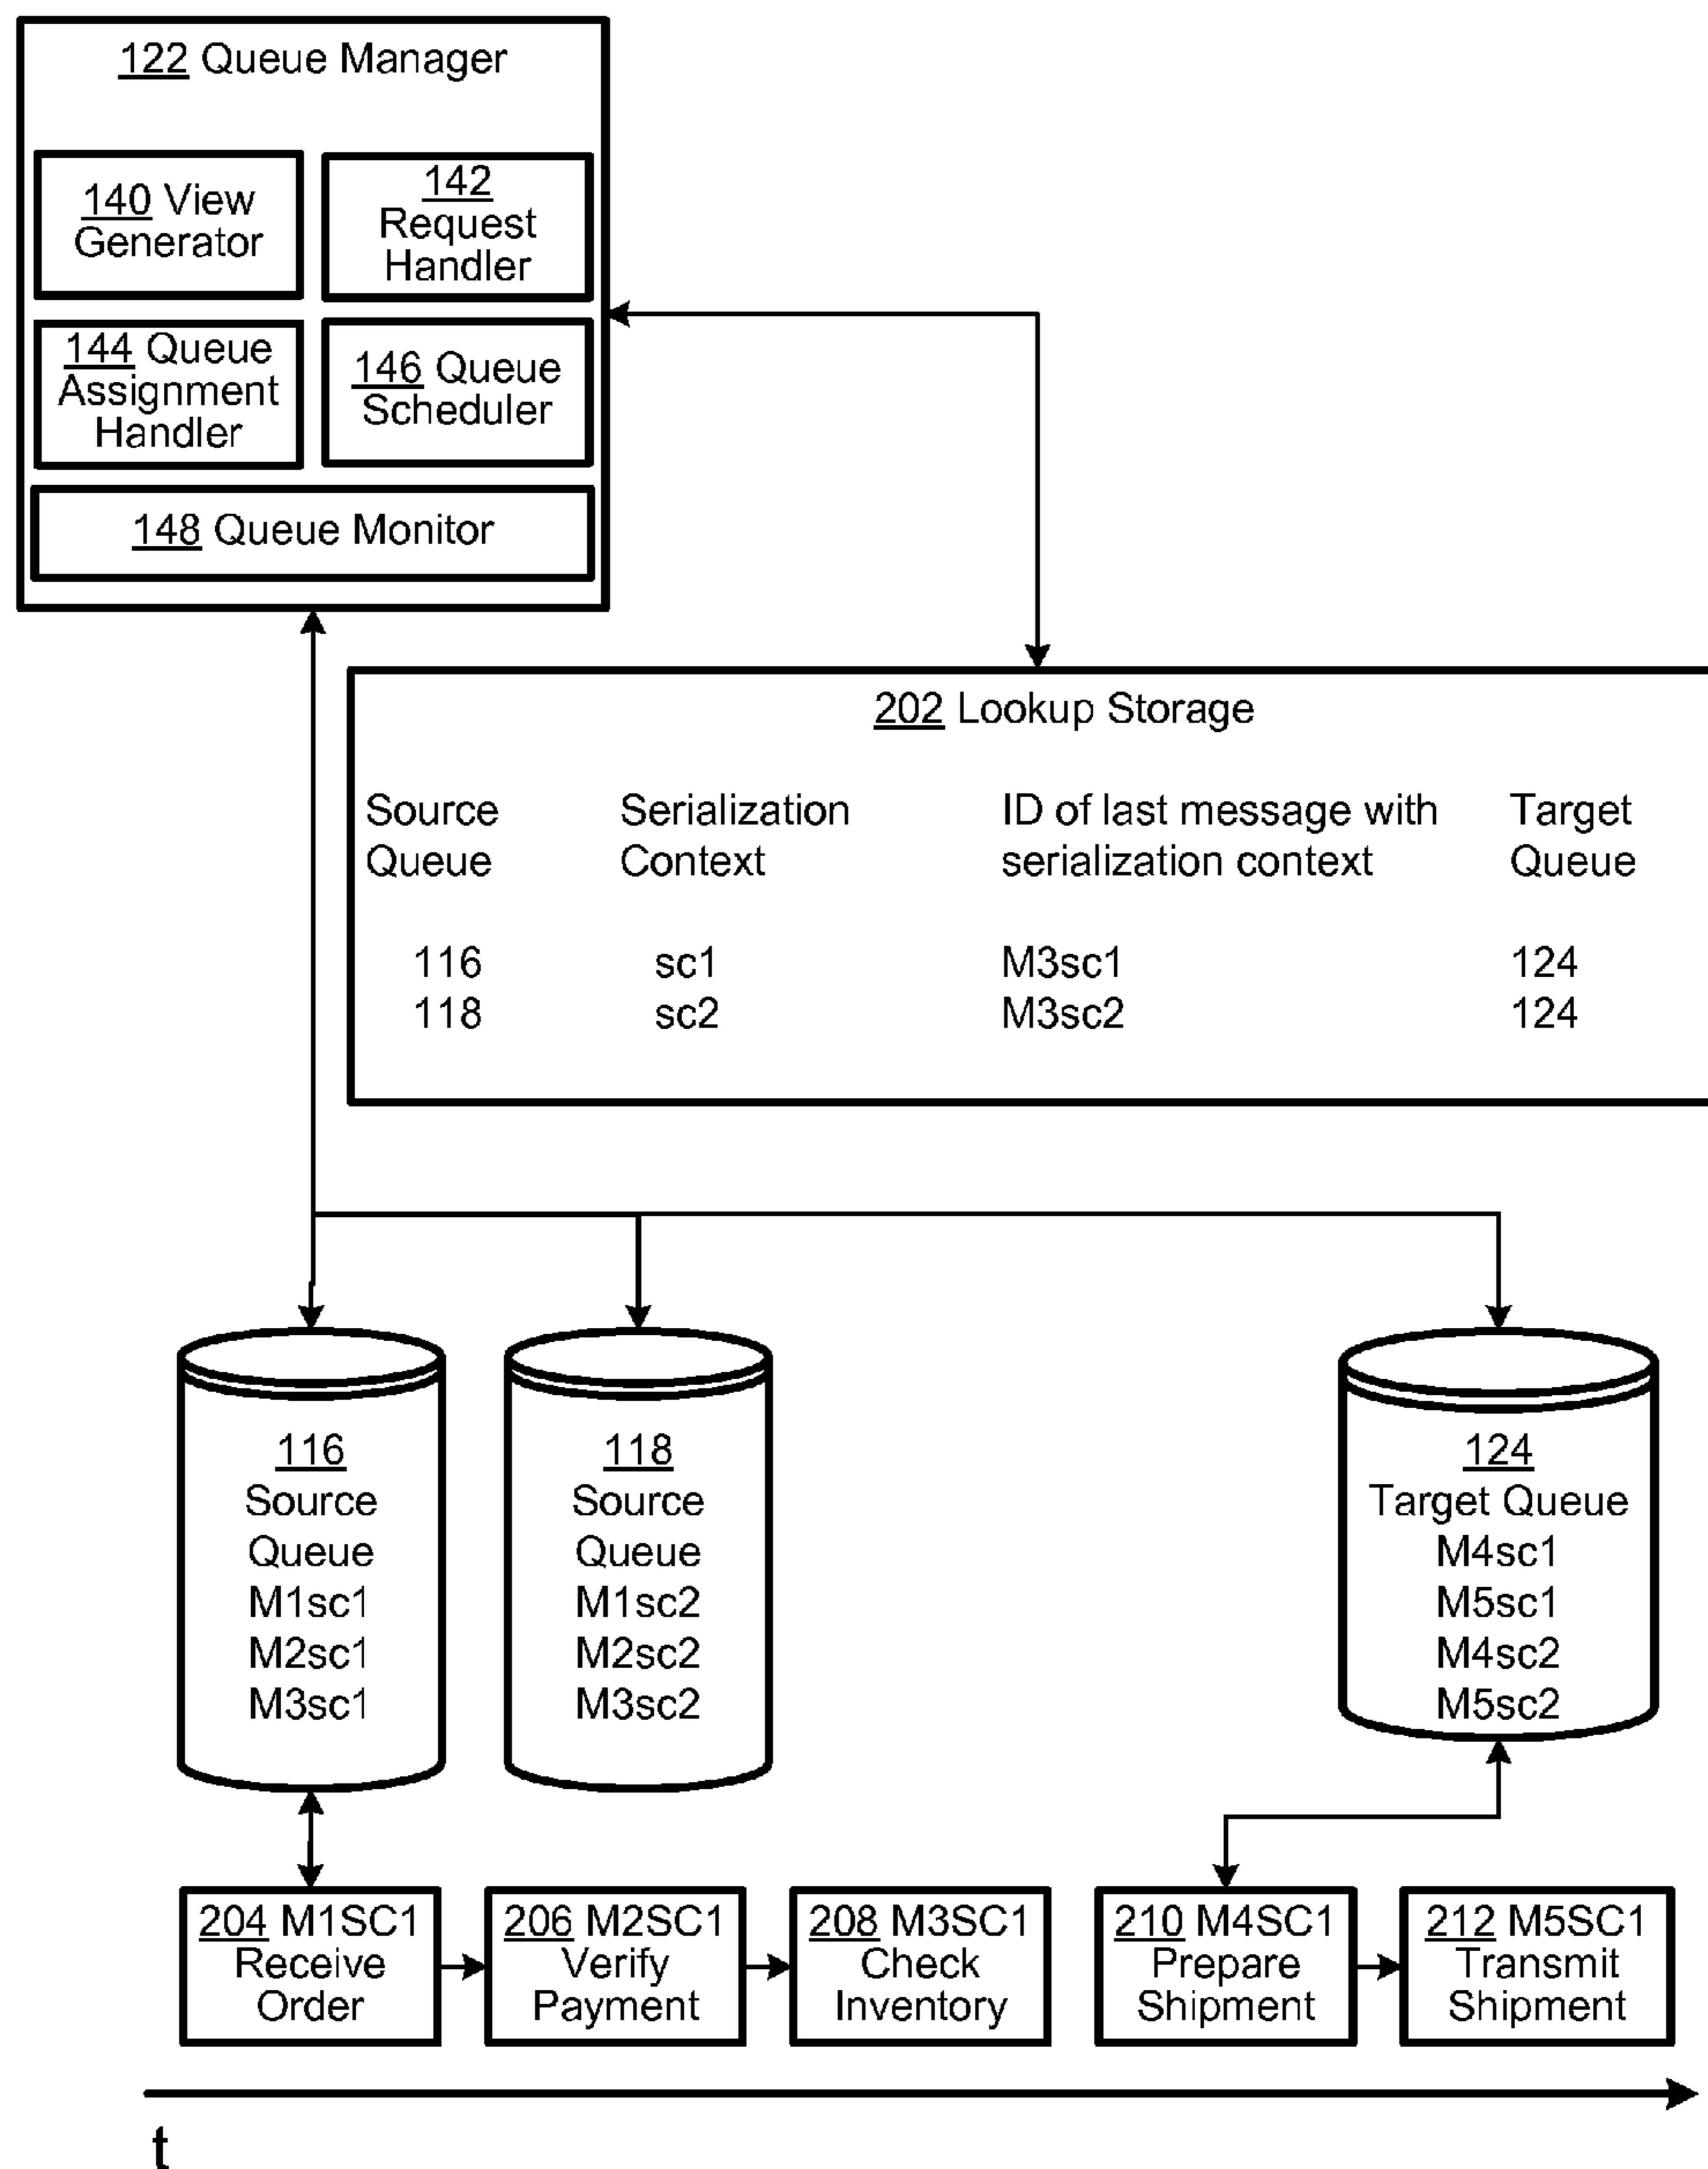 122 Queue Manager
140 View
Generator
142
Request
Handler
144 Queue
Assignment
Handler
146 Queue
Scheduler
148 Queue Monitor
202 Lookup Storage
Source
Queue
Serialization
Context
ID of last message with
serialization context
Target
Queue
116 sc1 M3sc1 124
118 sc2 M3sc2 124
116
Source
Queue
M1sc1
M2sc1
M3sc1
118
Source
Queue
M1sc2
M2sc2
M3sc2
124
Target Queue
M4sc1
M5sc1
M4sc2
M5sc2
204 M1SC1
Receive
Order
206 M2SC1
Verify
Payment
208 M3SC1
Check
Inventory
210 M4SC1
Prepare
Shipment
212 M5SC1
Transmit
Shipment
t